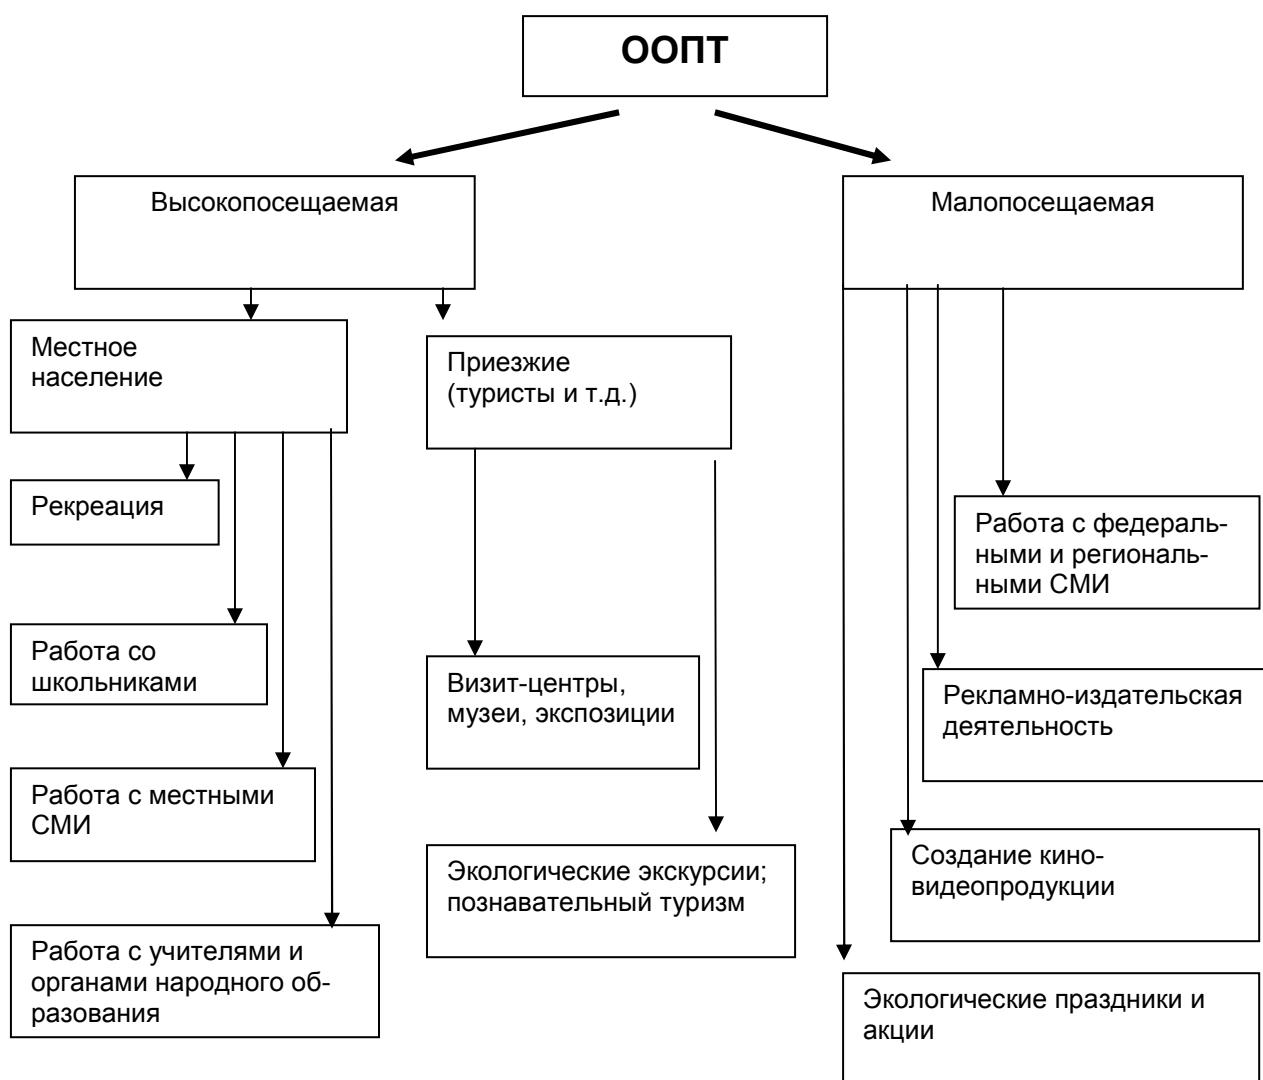 ООПТ
Высокопосещаемая
Малопосещаемая
Местное
население
Приезжие
(туристы и т.д.)
Рекреация
Работа с федераль-
ными и региональ-
ными СМИ
Работа со
школьниками
Визит-центры,
музеи, экспозиции
Рекламно-издательская
деятельность
Работа с местными
СМИ
Экологические экскурсии;
познавательный туризм
Создание кино-
видеопродукции
Работа с учителями и
органами народного об-
разования
Экологические праздники и
акции